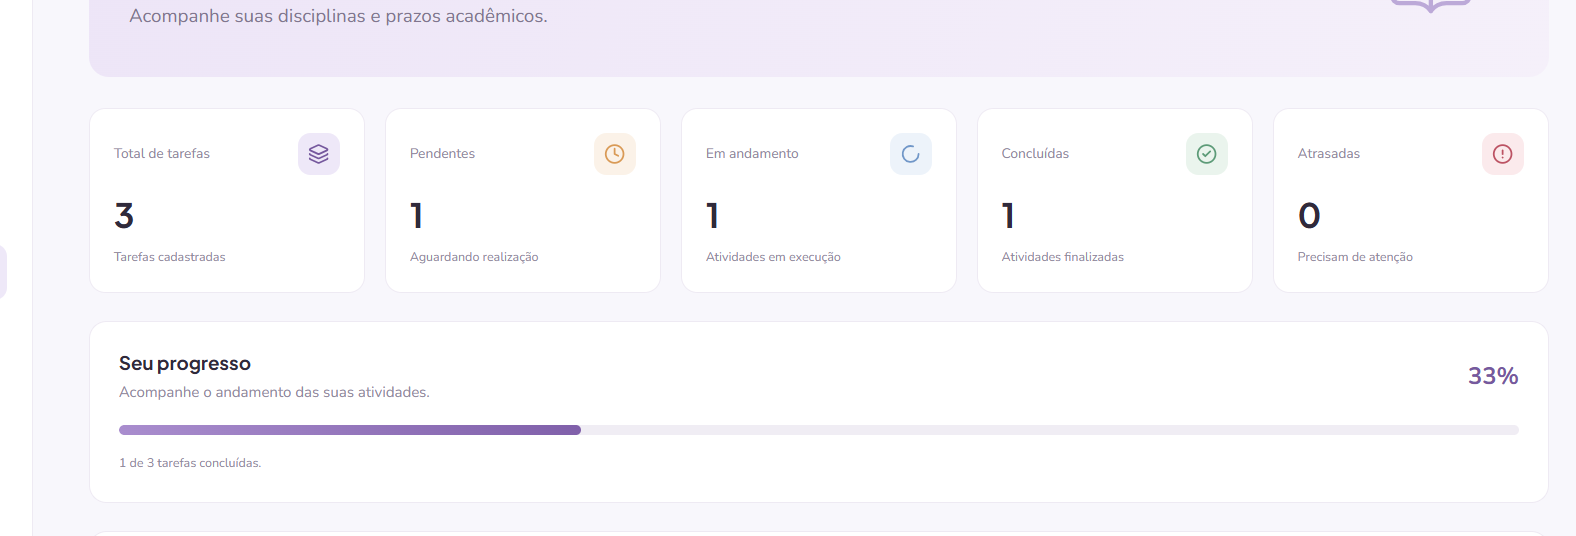 Acompanhe suas disciplinas e prazos acadêmicos.
Total de tarefas
3
Tarefas cadastradas
Pendentes
1
Aguardando realização
Em andamento
1
Atividades em execução
Concluídas
1
Atividades finalizadas
Atrasadas
0
Precisam de atenção
Seu progresso
Acompanhe o andamento das suas atividades.
33%
1 de 3 tarefas concluídas.